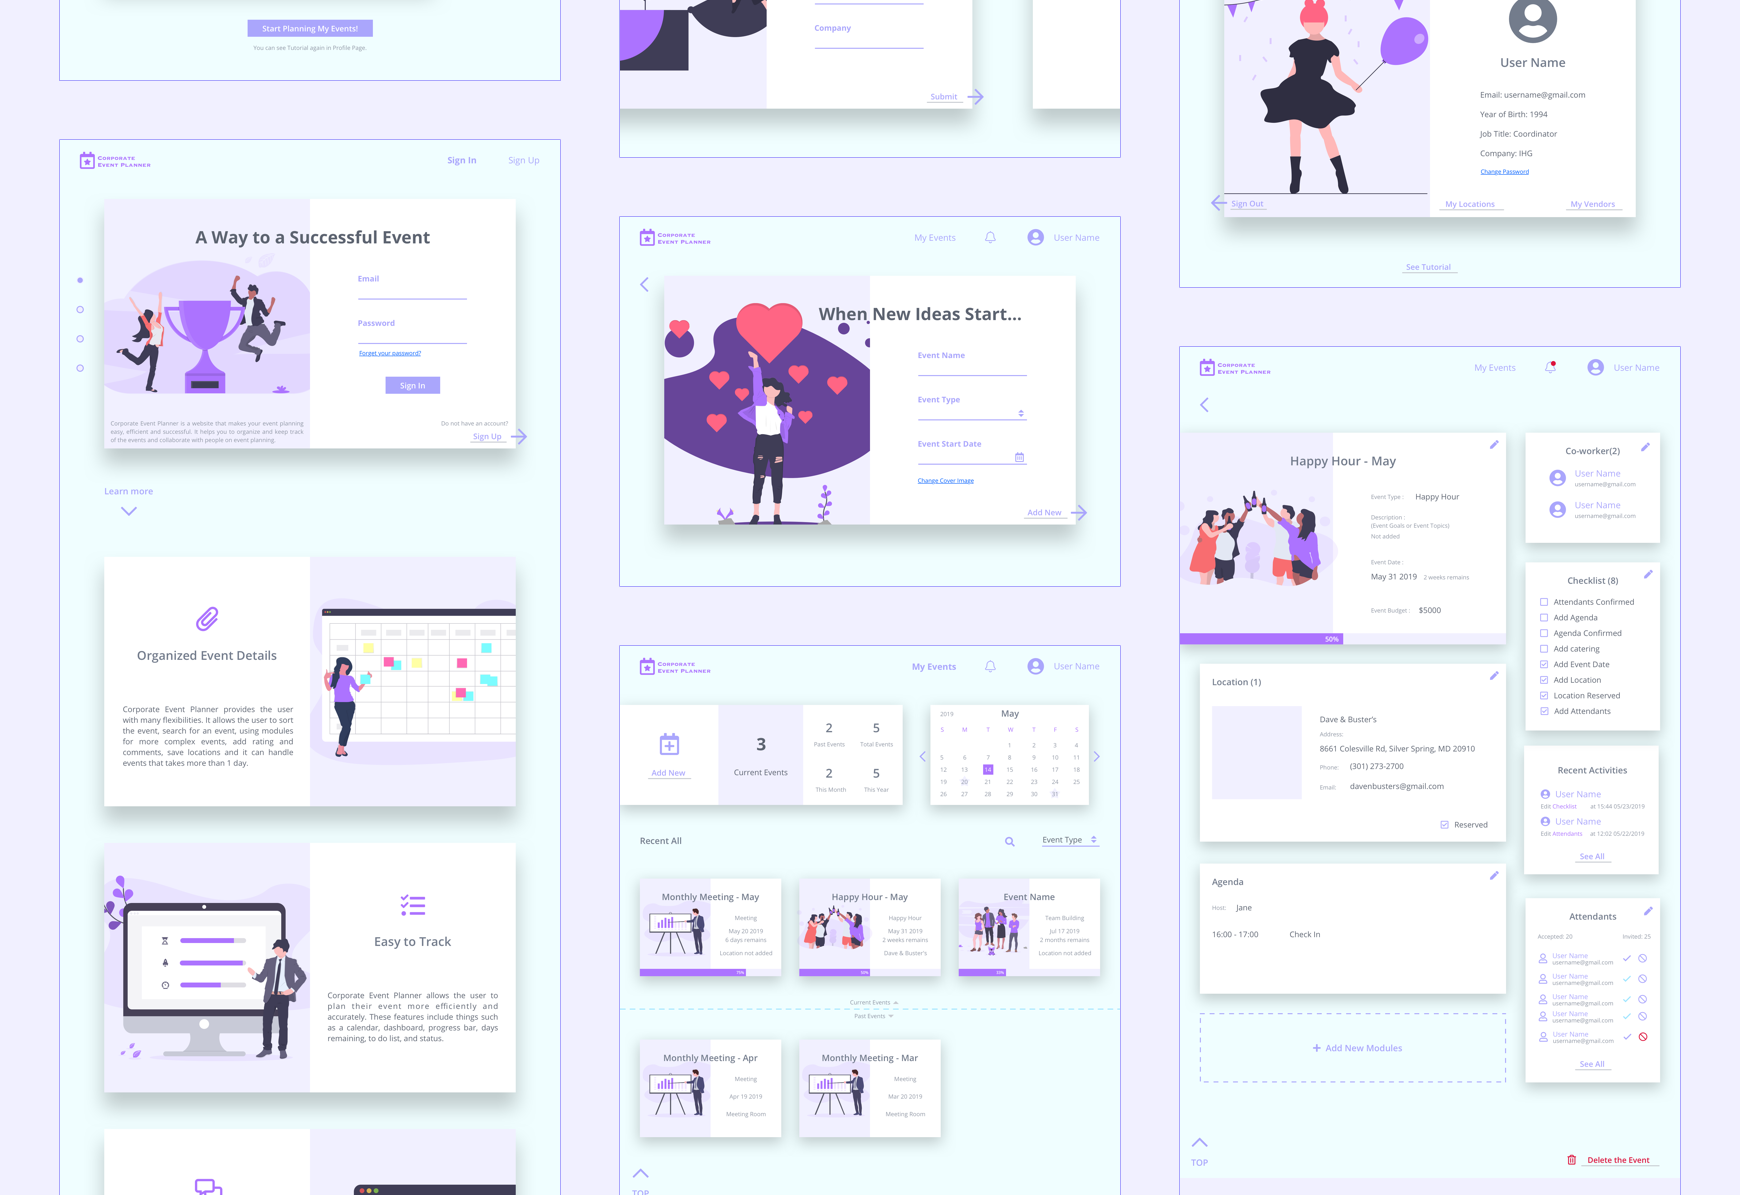 Start Planning My Events!
You can see Tutorial again in Profile Page.
CORPORATE
EVENT PLANNER
Sign In
Sign Up
A Way to a Successful Event
Email
Password
Forget your password?
Sign In
Corporate Event Planner is a website that makes your event planning
easy, efficient and successful. It helps you to organize and keep track
of the events and collaborate with people on event planning.
Do not have an account?
Sign Up
Learn more
Organized Event Details
Corporate Event Planner provides the user
with many flexibilities. It allows the user to sort
the event, search for an event, using modules
for more complex events, add rating and
comments, save locations and it can handle
events that takes more than 1 day.
Easy to Track
Corporate Event Planner allows the user to
plan their event more efficiently and
accurately. These features include things such
as a calendar, dashboard, progress bar, days
remaining, to do list, and status.
Company
Submit
CORPORATE
EVENT PLANNER
My Events
User Name
When New Ideas Start...
Event Name
Event Type
Event Start Date
Change Cover Image
Add New
CORPORATE
EVENT PLANNER
My Events
User Name
Add New
3
Current Events
2
Past Events
5
Total Events
2
This Month
5
This Year
2019
May
S M T W T F S
1 2 3 4
5 6 7 8 9 10 11
12 13 14 15 16 17 18
19 20 21 22 23 24 25
26 27 28 29 30 31
Recent All
Event Type
Monthly Meeting - May
Meeting
May 20 2019
6 days remains
Location not added
75%
Happy Hour - May
Happy Hour
May 31 2019
2 weeks remains
Dave & Buster's
50%
Event Name
Team Building
Jul 17 2019
2 months remains
Location not added
33%
Current Events
Past Events
Monthly Meeting - Apr
Meeting
Apr 19 2019
Meeting Room
Monthly Meeting - Mar
Meeting
Mar 20 2019
Meeting Room
TOP
User Name
Email: username@gmail.com
Year of Birth: 1994
Job Title: Coordinator
Company: IHG
Change Password
Sign Out
My Locations
My Vendors
See Tutorial
CORPORATE
EVENT PLANNER
My Events
User Name
Happy Hour - May
Event Type : Happy Hour
Description :
(Event Goals or Event Topics)
Not added
Event Date :
May 31 2019 2 weeks remains
Event Budget : $5000
50%
Location (1)
Dave & Buster's
Address:
8661 Colesville Rd, Silver Spring, MD 20910
Phone: (301) 273-2700
Email: davenbusters@gmail.com
Reserved
Agenda
Host: Jane
16:00 - 17:00 Check In
Add New Modules
TOP
Co-worker(2)
User Name
username@gmail.com
User Name
username@gmail.com
Checklist (8)
Attendants Confirmed
Add Agenda
Agenda Confirmed
Add catering
Add Event Date
Add Location
Location Reserved
Add Attendants
Recent Activities
User Name
Edit Checklist at 15:44 05/23/2019
User Name
Edit Attendants at 12:02 05/22/2019
See All
Attendants
Accepted: 20 Invited: 25
User Name
username@gmail.com
User Name
username@gmail.com
User Name
username@gmail.com
User Name
username@gmail.com
User Name
username@gmail.com
See All
Delete the Event